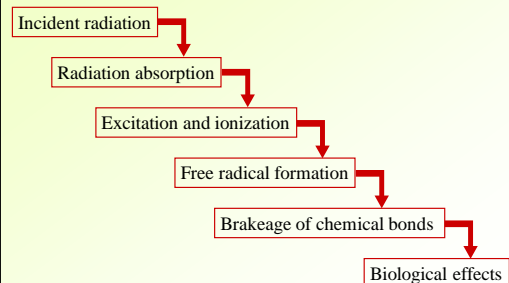 Incident radiation
Radiation absorption
Excitation and ionization
Free radical formation
Brakeage of chemical bonds
Biological effects